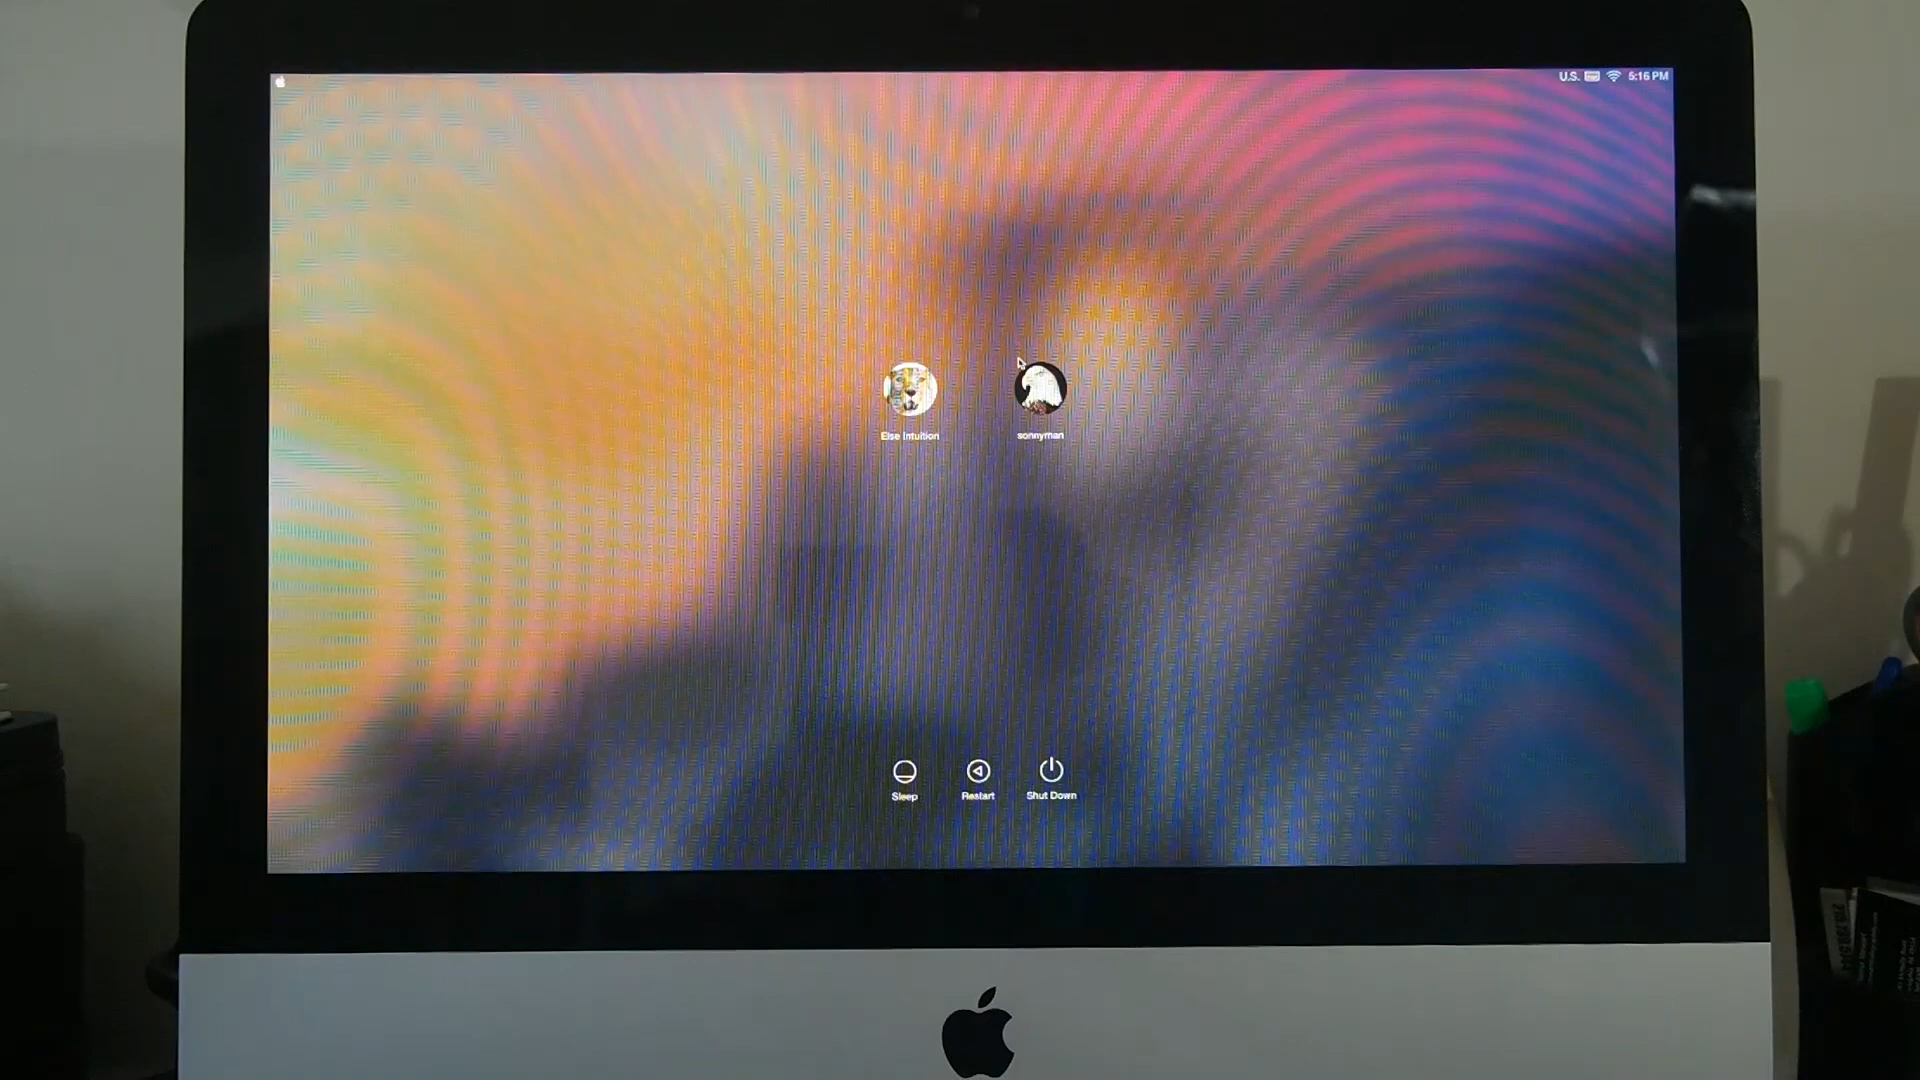 U.S. 5:16 PM
Else Intuition
sonnyman
Sleep
Restart
Shut Down